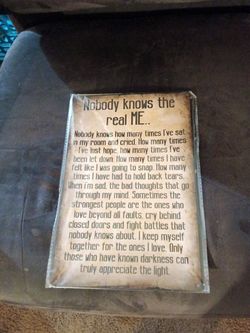 Nobody knows the
real ME..
Nobody knows how many times I've sat
in my room and cried. How many times
I've lost hope, how many times I've
been let down. How many times I have
felt like I was going to snap. How many
times I have had to hold back tears.
When i'm sad, the bad thoughts that go
through my mind. Sometimes the
strongest people are the ones who
love beyond all faults, cry behind
closed doors and fight battles that
nobody knows about. I keep myself
together for the ones I love. Only
those who have known darkness can
truly appreciate the light.